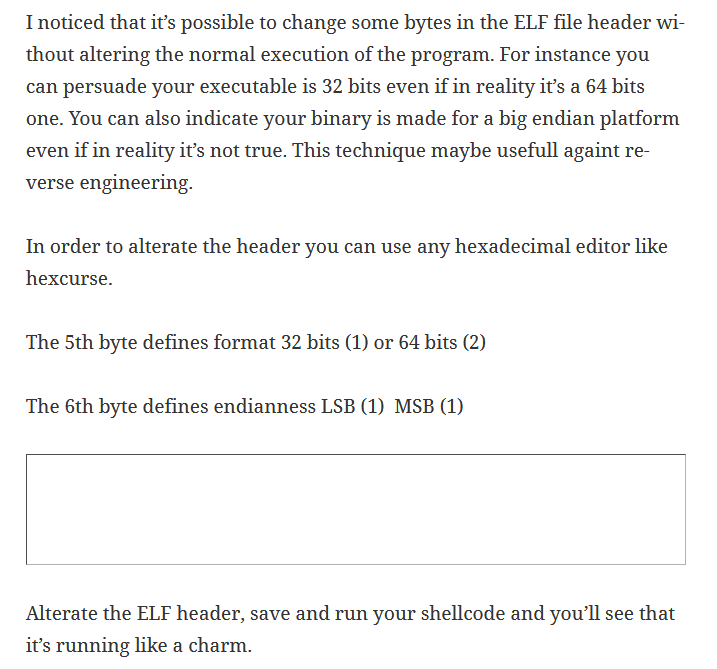 I noticed that it’s possible to change some bytes in the ELF file header wi-
thout altering the normal execution of the program. For instance you
can persuade your executable is 32 bits even if in reality it’s a 64 bits
one. You can also indicate your binary is made for a big endian platform
even if in reality it’s not true. This technique maybe usefull againt re-
verse engineering.
In order to alterate the header you can use any hexadecimal editor like
hexcurse.
The 5th byte defines format 32 bits (1) or 64 bits (2)
The 6th byte defines endianness LSB (1)  MSB (1)
Alterate the ELF header, save and run your shellcode and you’ll see that
it’s running like a charm.